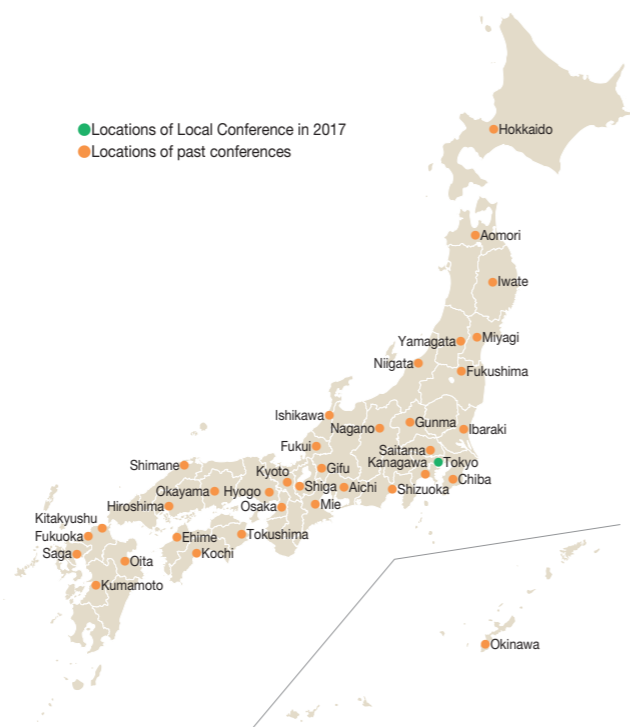 Locations of Local Conference in 2017
Locations of past conferences
Hokkaido
Aomori
Iwate
Miyagi
Yamagata
Niigata
Fukushima
Ishikawa
Gunma
Nagano
Ibaraki
Fukui
Saitama
Kanagawa
Tokyo
Shimane
Kyoto
Gifu
Chiba
Okayama
Hyogo
Shiga
Aichi
Shizuoka
Hiroshima
Osaka
Mie
Kitakyushu
Fukuoka
Ehime
Tokushima
Saga
Kochi
Oita
Kumamoto
Okinawa